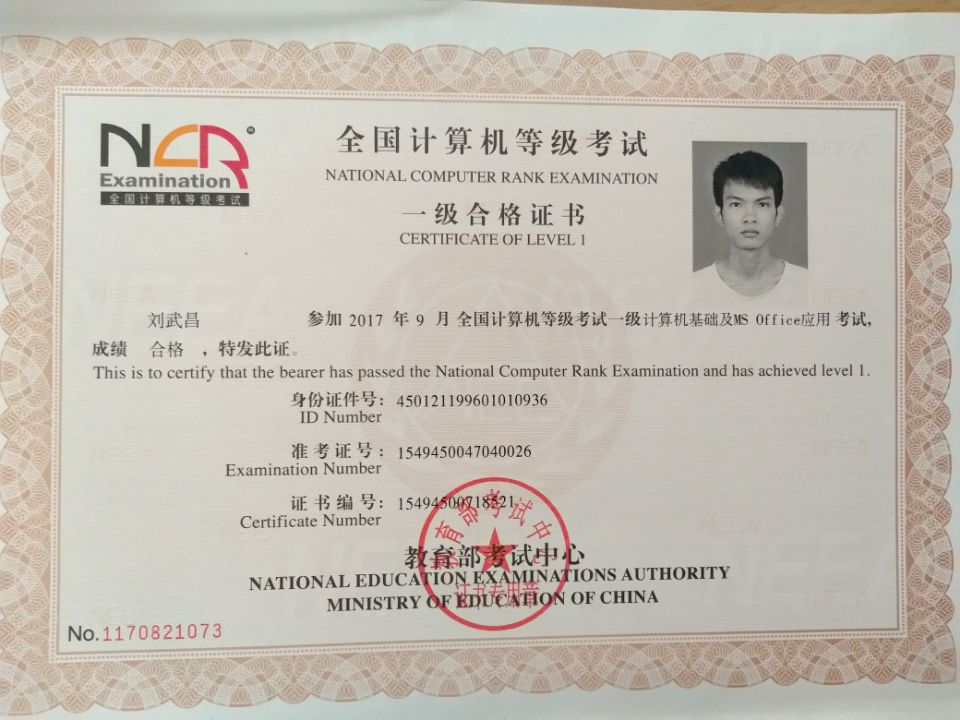 NCR
Examination
全国计算机等级考试
全国计算机等级考试
NATIONAL COMPUTER RANK EXAMINATION
一级合格证书
CERTIFICATE OF LEVEL 1
刘武昌 参加 2017 年 9 月 全国计算机等级考试一级计算机基础及MS Office应用 考试,
成绩 合格 ,特发此证。
This is to certify that the bearer has passed the National Computer Rank Examination and has achieved level 1.
身份证件号: 450121199601010936
ID Number
准考证号: 1549450047040026
Examination Number
证书编号: 15494500718521
Certificate Number
教育部考试中心
教育部考试中心
NATIONAL EDUCATION EXAMINATIONS AUTHORITY
证书专用章
MINISTRY OF EDUCATION OF CHINA
No.1170821073